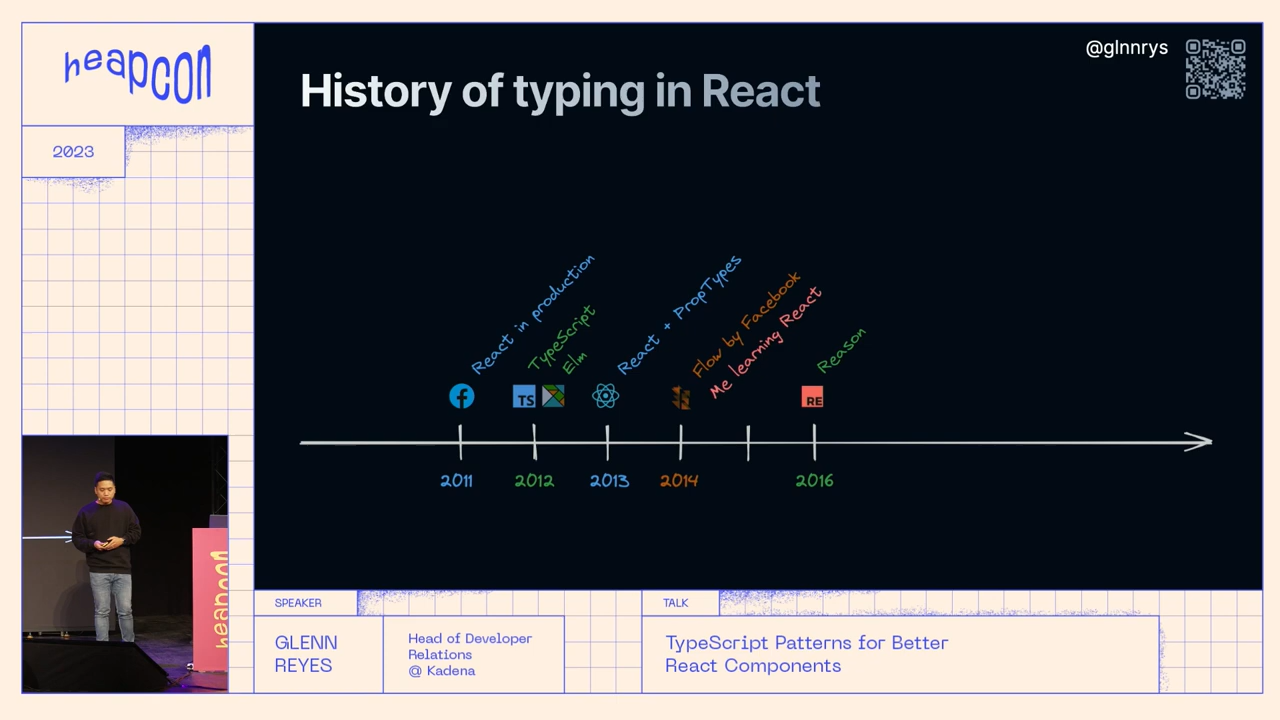 heapcon
2023
@glnnrys
History of typing in React
React in production
TypeScript
Elm
React + PropTypes
Flow by Facebook
Me learning React
Reason
TS
RE
2011
2012
2013
2014
2016
heapcon
SPEAKER
GLENN
REYES
Head of Developer
Relations
@ Kadena
TALK
TypeScript Patterns for Better
React Components